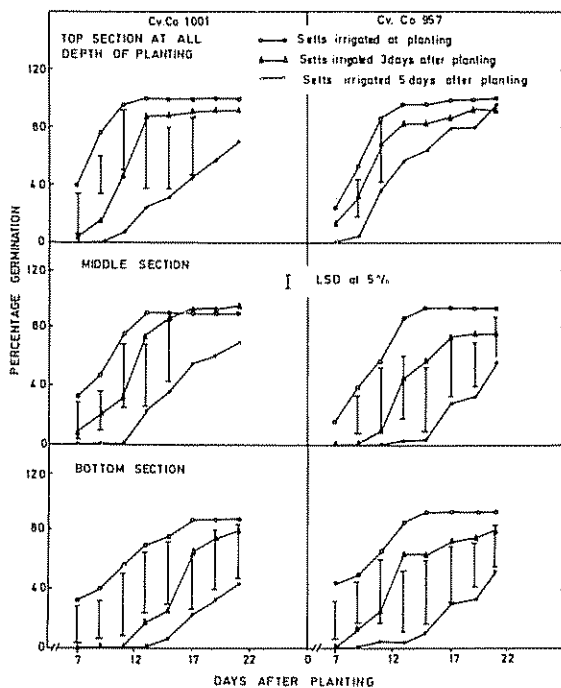 Cv.Co 1001
Cv. Co 957
TOP SECTION AT ALL
DEPTH OF PLANTING
Setts irrigated at planting
Setts irrigated 3days after planting
Setts irrigated 5 days after planting
120
80
40
0
MIDDLE SECTION
LSD at 5%
120
80
40
0
BOTTOM SECTION
120
80
40
0
PERCENTAGE GERMINATION
7 12 17 22
7 12 17 22
DAYS AFTER PLANTING